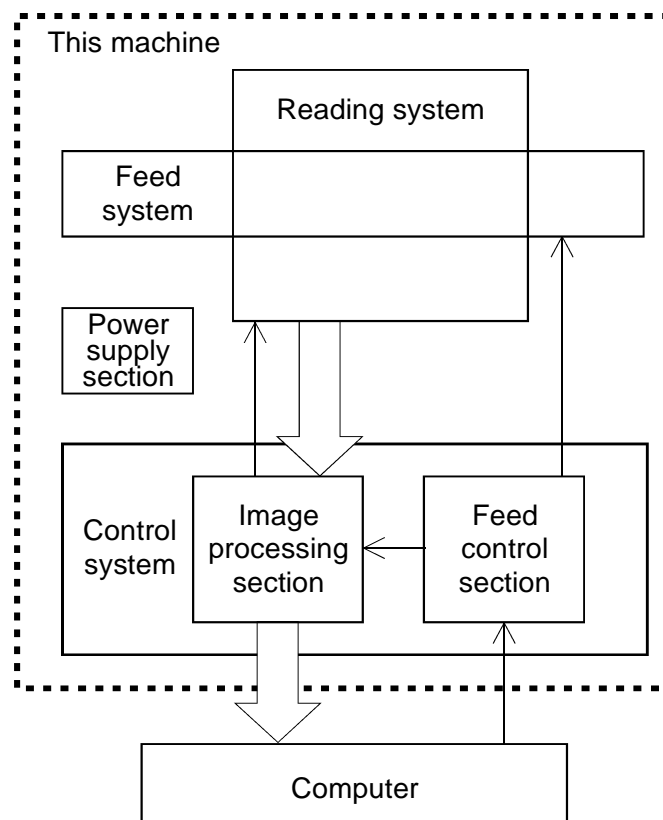 This machine
Reading system
Feed
system
Power
supply
section
Control
system
Image
processing
section
Feed
control
section
Computer